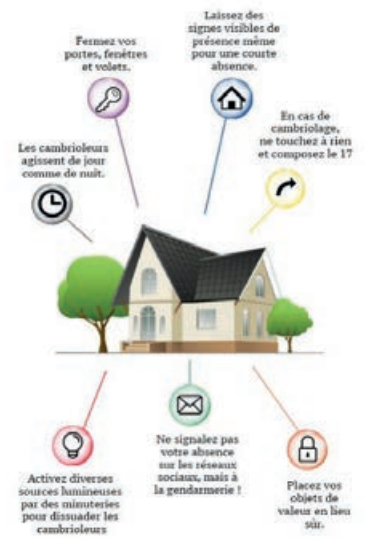 Fermez vos
portes, fenêtres
et volets.
Laissez des
signes visibles de
présence même
pour une courte
absence.
En cas de
cambriolage,
ne touchez à rien
et composez le 17
Les cambrioleurs
agissent de jour
comme de nuit.
Activez diverses
sources lumineuses
par des minuteries
pour dissuader les
cambrioleurs
Ne signalez pas
votre absence
sur les réseaux
sociaux, mais à
la gendarmerie !
Placez vos
objets de
valeur en lieu
sûr.